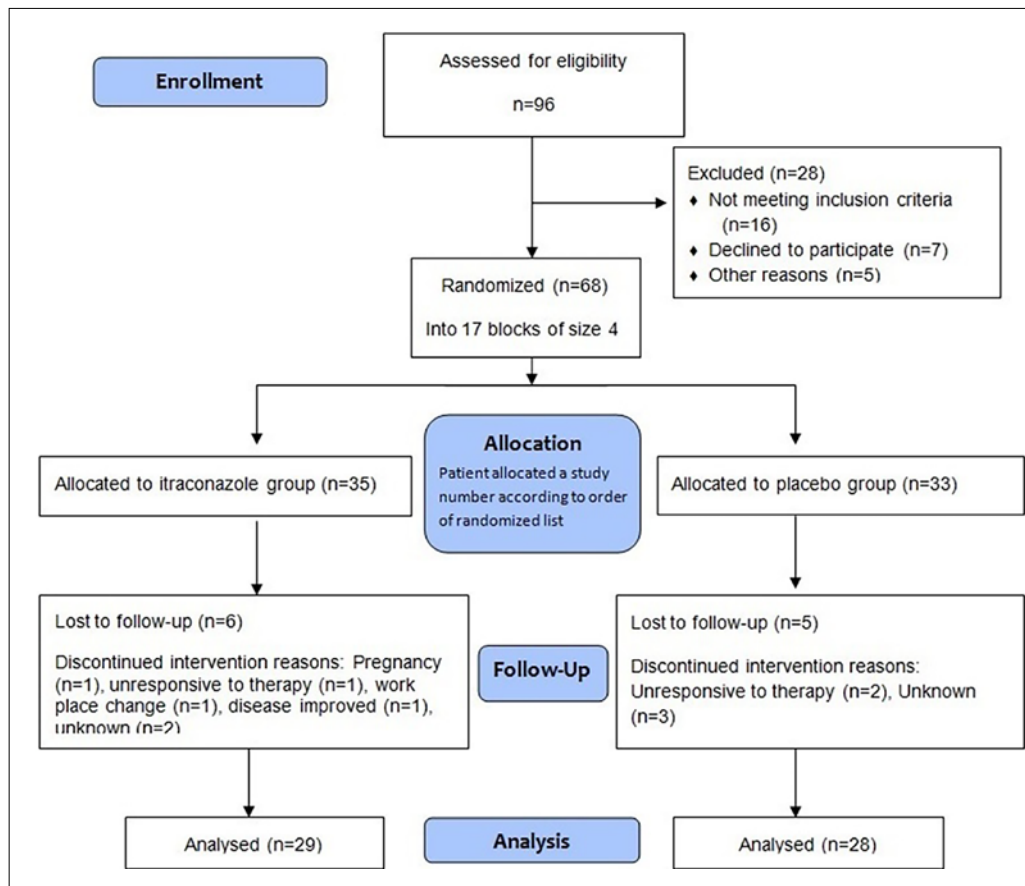 Enrollment
Assessed for eligibility
n=96
Excluded (n=28)
♦ Not meeting inclusion criteria
(n=16)
♦ Declined to participate (n=7)
♦ Other reasons (n=5)
Randomized (n=68)
Into 17 blocks of size 4
Allocation
Patient allocated a study
number according to order
of randomized list
Allocated to itraconazole group (n=35)
Allocated to placebo group (n=33)
Lost to follow-up (n=6)
Discontinued intervention reasons: Pregnancy
(n=1), unresponsive to therapy (n=1), work
place change (n=1), disease improved (n=1),
unknown (n=2)
Follow-Up
Lost to follow-up (n=5)
Discontinued intervention reasons:
Unresponsive to therapy (n=2), Unknown
(n=3)
Analysed (n=29)
Analysis
Analysed (n=28)